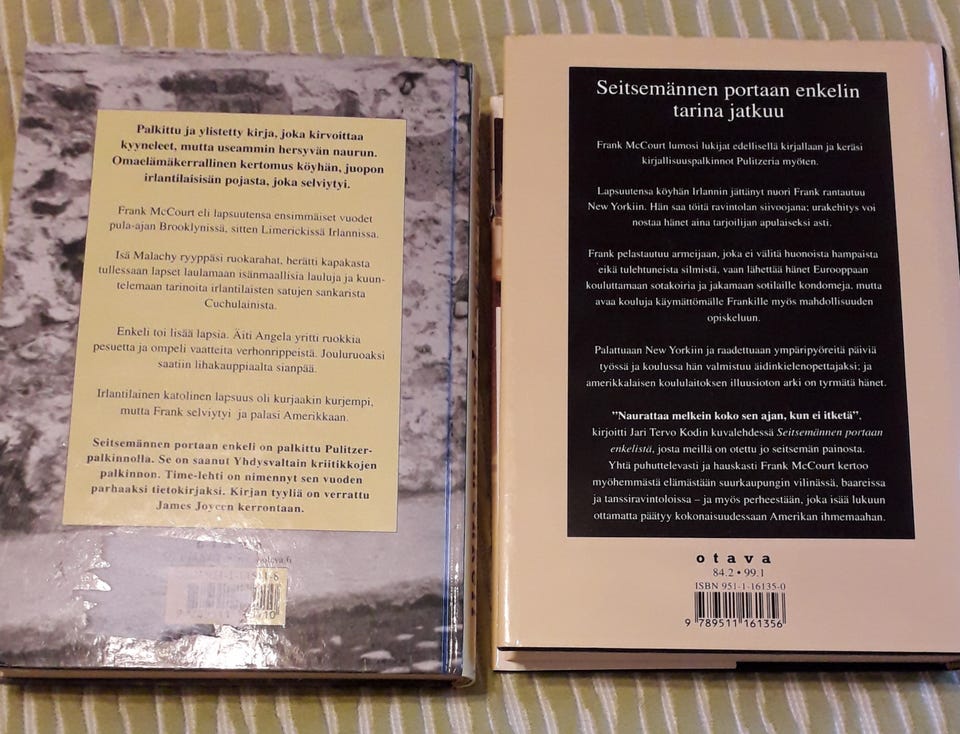 Palkittu ja ylistetty kirja, joka kirvoittaa
kyyneleet, mutta useammin hersyvän naurun.
Omaelämäkerrallinen kertomus köyhän, juopon
irlantilaisisän pojasta, joka selviytyi.
Frank McCourt eli lapsuutensa ensimmäiset vuodet
pula-ajan Brooklynissä, sitten Limerickissä Irlannissa.
Isä Malachy ryyppäsi ruokarahat, herätti kapakasta
tullessaan lapset laulamaan isänmaallisia lauluja ja kuun-
telemaan tarinoita irlantilaisten satujen sankarista
Cuchulainista.
Enkeli toi lisää lapsia. Äiti Angela yritti ruokkia
pesuetta ja ompeli vaatteita verhonrippeistä. Jouluruoaksi
saatiin lihakauppiaalta sianpää.
Irlantilainen katolinen lapsuus oli kurjaakin kurjempi,
mutta Frank selviytyi ja palasi Amerikkaan.
Seitsemännen portaan enkeli on palkittu Pulitzer-
palkinnolla. Se on saanut Yhdysvaltain kriitikkojen
palkinnon. Time-lehti on nimennyt sen vuoden
parhaaksi tietokirjaksi. Kirjan tyyliä on verrattu
James Joycen kerrontaan.
Seitsemännen portaan enkelin
tarina jatkuu
Frank McCourt lumosi lukijat edellisellä kirjallaan ja keräsi
kirjallisuuspalkinnot Pulitzeria myöten.
Lapsuutensa köyhän Irlannin jättänyt nuori Frank rantautuu
New Yorkiin. Hän saa töitä ravintolan siivoojana; urakehitys voi
nostaa hänet aina tarjoilijan apulaiseksi asti.
Frank pelastautuu armeijaan, joka ei välitä huonoista hampaista
eikä tulehtuneista silmistä, vaan lähettää hänet Eurooppaan
kouluttamaan sotakoiria ja jakamaan sotilaille kondomeja, mutta
avaa kouluja käymättömälle Frankille myös mahdollisuuden
opiskeluun.
Palattuaan New Yorkiin ja raadettuaan ympäripyöreitä päiviä
työssä ja koulussa hän valmistuu äidinkielenopettajaksi; ja
amerikkalaisen koululaitoksen illuusioton arki on tyrmätä hänet.
”Naurattaa melkein koko sen ajan, kun ei itketä”.
kirjoitti Jari Tervo Kodin kuvalehdessä Seitsemännen portaan
enkelistä, josta meillä on otettu jo seitsemän painosta.
Yhtä puhuttelevasti ja hauskasti Frank McCourt kertoo
myöhemmästä elämästään suurkaupungin vilinässä, baareissa
ja tanssiravintoloissa – ja myös perheestään, joka isää lukuun
ottamatta päätyy kokonaisuudessaan Amerikan ihmemaahan.
otava
84.2 • 99.1
ISBN 951-1-16135-0
9 789511 161356